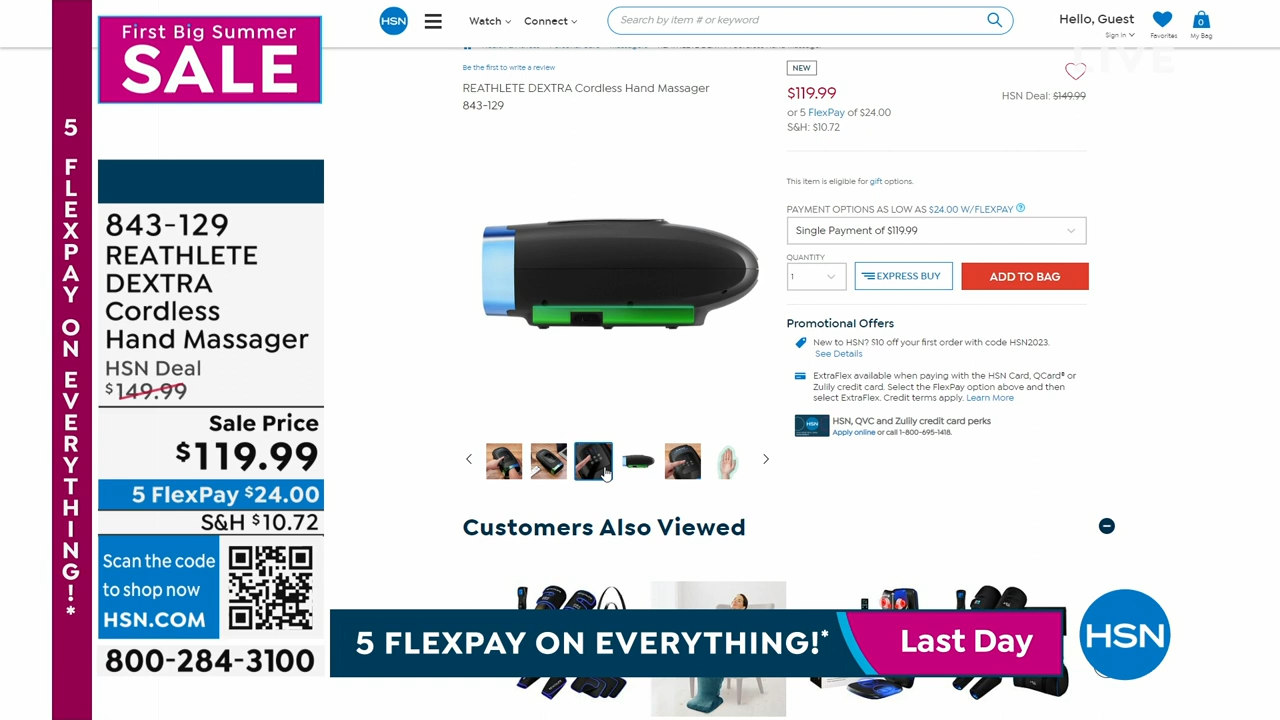 First Big Summer
SALE
5 FLEXPAY ON EVERYTHING!*
843-129
REATHLETE
DEXTRA
Cordless
Hand Massager
HSN Deal
$149.99
Sale Price
$119.99
5 FlexPay $24.00
S&H $10.72
Scan the code
to shop now
HSN.COM
800-284-3100
HSN
Watch
Connect
Search by item # or keyword
Hello, Guest
Sign In
Favorites
0
My Bag
LIVE
Be the first to write a review
REATHLETE DEXTRA Cordless Hand Massager
843-129
NEW
$119.99
HSN Deal: $149.99
or 5 FlexPay of $24.00
S&H: $10.72
This item is eligible for gift options.
PAYMENT OPTIONS AS LOW AS $24.00 W/FLEXPAY ?
Single Payment of $119.99
QUANTITY
1
EXPRESS BUY
ADD TO BAG
Promotional Offers
New to HSN? $10 off your first order with code HSN2023.
See Details
ExtraFlex available when paying with the HSN Card, QCard® or
Zulily credit card. Select the FlexPay option above and then
select ExtraFlex. Credit terms apply. Learn More
HSN
HSN, QVC and Zulily credit card perks
Apply online or call 1-800-695-1418.
Customers Also Viewed
5 FLEXPAY ON EVERYTHING!*
Last Day
HSN